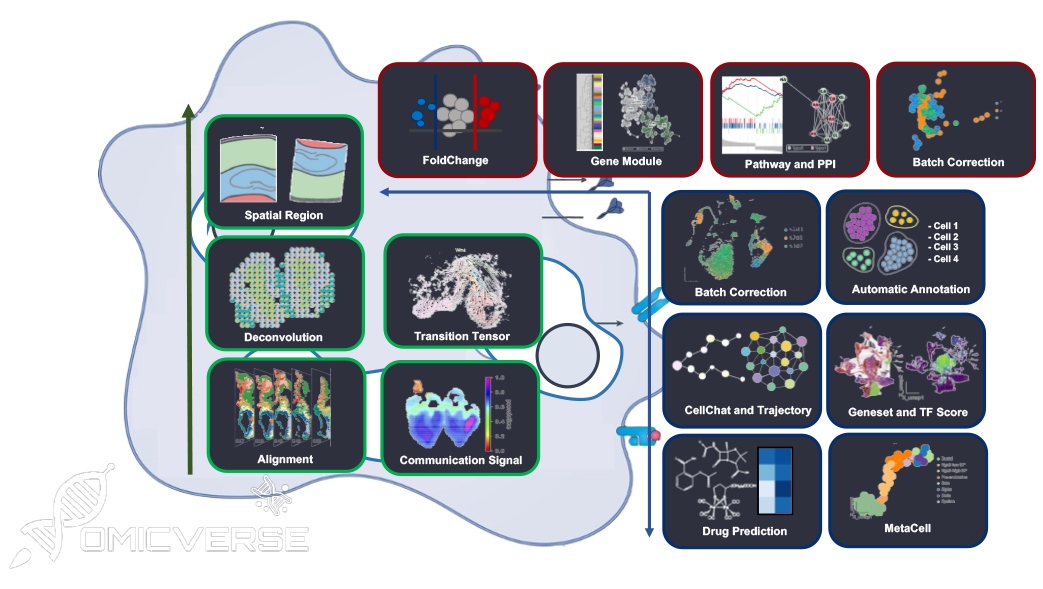 FoldChange
Gene Module
Pathway and PPI
Batch Correction
Spatial Region
Batch Correction
- Cell 1
- Cell 2
- Cell 3
- Cell 4
Automatic Annotation
Deconvolution
Transition Tensor
CellChat and Trajectory
Geneset and TF Score
Alignment
1.0
Communication Signal
Drug Prediction
MetaCell
OMICVERSE